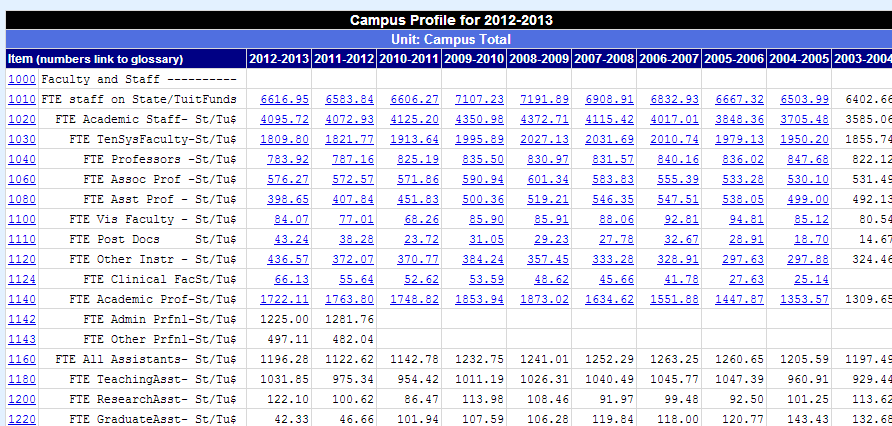 Campus Profile for 2012-2013
Unit: Campus Total
Item (numbers link to glossary) 2012-2013 2011-2012 2010-2011 2009-2010 2008-2009 2007-2008 2006-2007 2005-2006 2004-2005 2003-2004
1000 Faculty and Staff ----------
1010 FTE staff on State/TuitFunds 6616.95 6583.84 6606.27 7107.23 7191.89 6908.91 6832.93 6667.32 6503.99 6402.66
1020 FTE Academic Staff- St/Tu$ 4095.72 4072.93 4125.20 4350.98 4372.71 4115.42 4017.01 3848.36 3705.48 3585.06
1030 FTE TenSysFaculty-St/Tu$ 1809.80 1821.77 1913.64 1995.89 2027.13 2031.69 2010.74 1979.13 1950.20 1855.74
1040 FTE Professors -St/Tu$ 783.92 787.16 825.19 835.50 830.97 831.57 840.16 836.02 847.68 822.12
1060 FTE Assoc Prof -St/Tu$ 576.27 572.57 571.86 590.94 601.34 583.83 555.39 533.28 530.10 531.49
1080 FTE Asst Prof - St/Tu$ 398.65 407.84 451.83 500.36 519.21 546.35 547.51 538.05 499.00 492.13
1100 FTE Vis Faculty - St/Tu$ 84.07 77.01 68.26 85.90 85.91 88.06 92.81 94.81 85.12 80.54
1110 FTE Post Docs St/Tu$ 43.24 38.28 23.72 31.05 29.23 27.78 32.67 28.91 18.70 14.67
1120 FTE Other Instr - St/Tu$ 436.57 372.07 370.77 384.24 357.45 333.28 328.91 297.63 297.88 324.46
1124 FTE Clinical FacSt/Tu$ 66.13 55.64 52.62 53.59 48.62 45.66 41.78 27.63 25.14
1140 FTE Academic Prof-St/Tu$ 1722.11 1763.80 1748.82 1853.94 1873.02 1634.62 1551.88 1447.87 1353.57 1309.65
1142 FTE Admin Prfnl-St/Tu$ 1225.00 1281.76
1143 FTE Other Prfnl-St/Tu$ 497.11 482.04
1160 FTE All Assistants- St/Tu$ 1196.28 1122.62 1142.78 1232.75 1241.01 1252.29 1263.25 1260.65 1205.59 1197.49
1180 FTE TeachingAsst- St/Tu$ 1031.85 975.34 954.42 1011.19 1026.31 1040.49 1045.77 1047.39 960.91 929.44
1200 FTE ResearchAsst- St/Tu$ 122.10 100.62 86.47 113.98 108.46 91.97 99.48 92.50 101.25 113.62
1220 FTE GraduateAsst- St/Tu$ 42.33 46.66 101.94 107.59 106.28 119.84 118.00 120.77 143.43 132.68